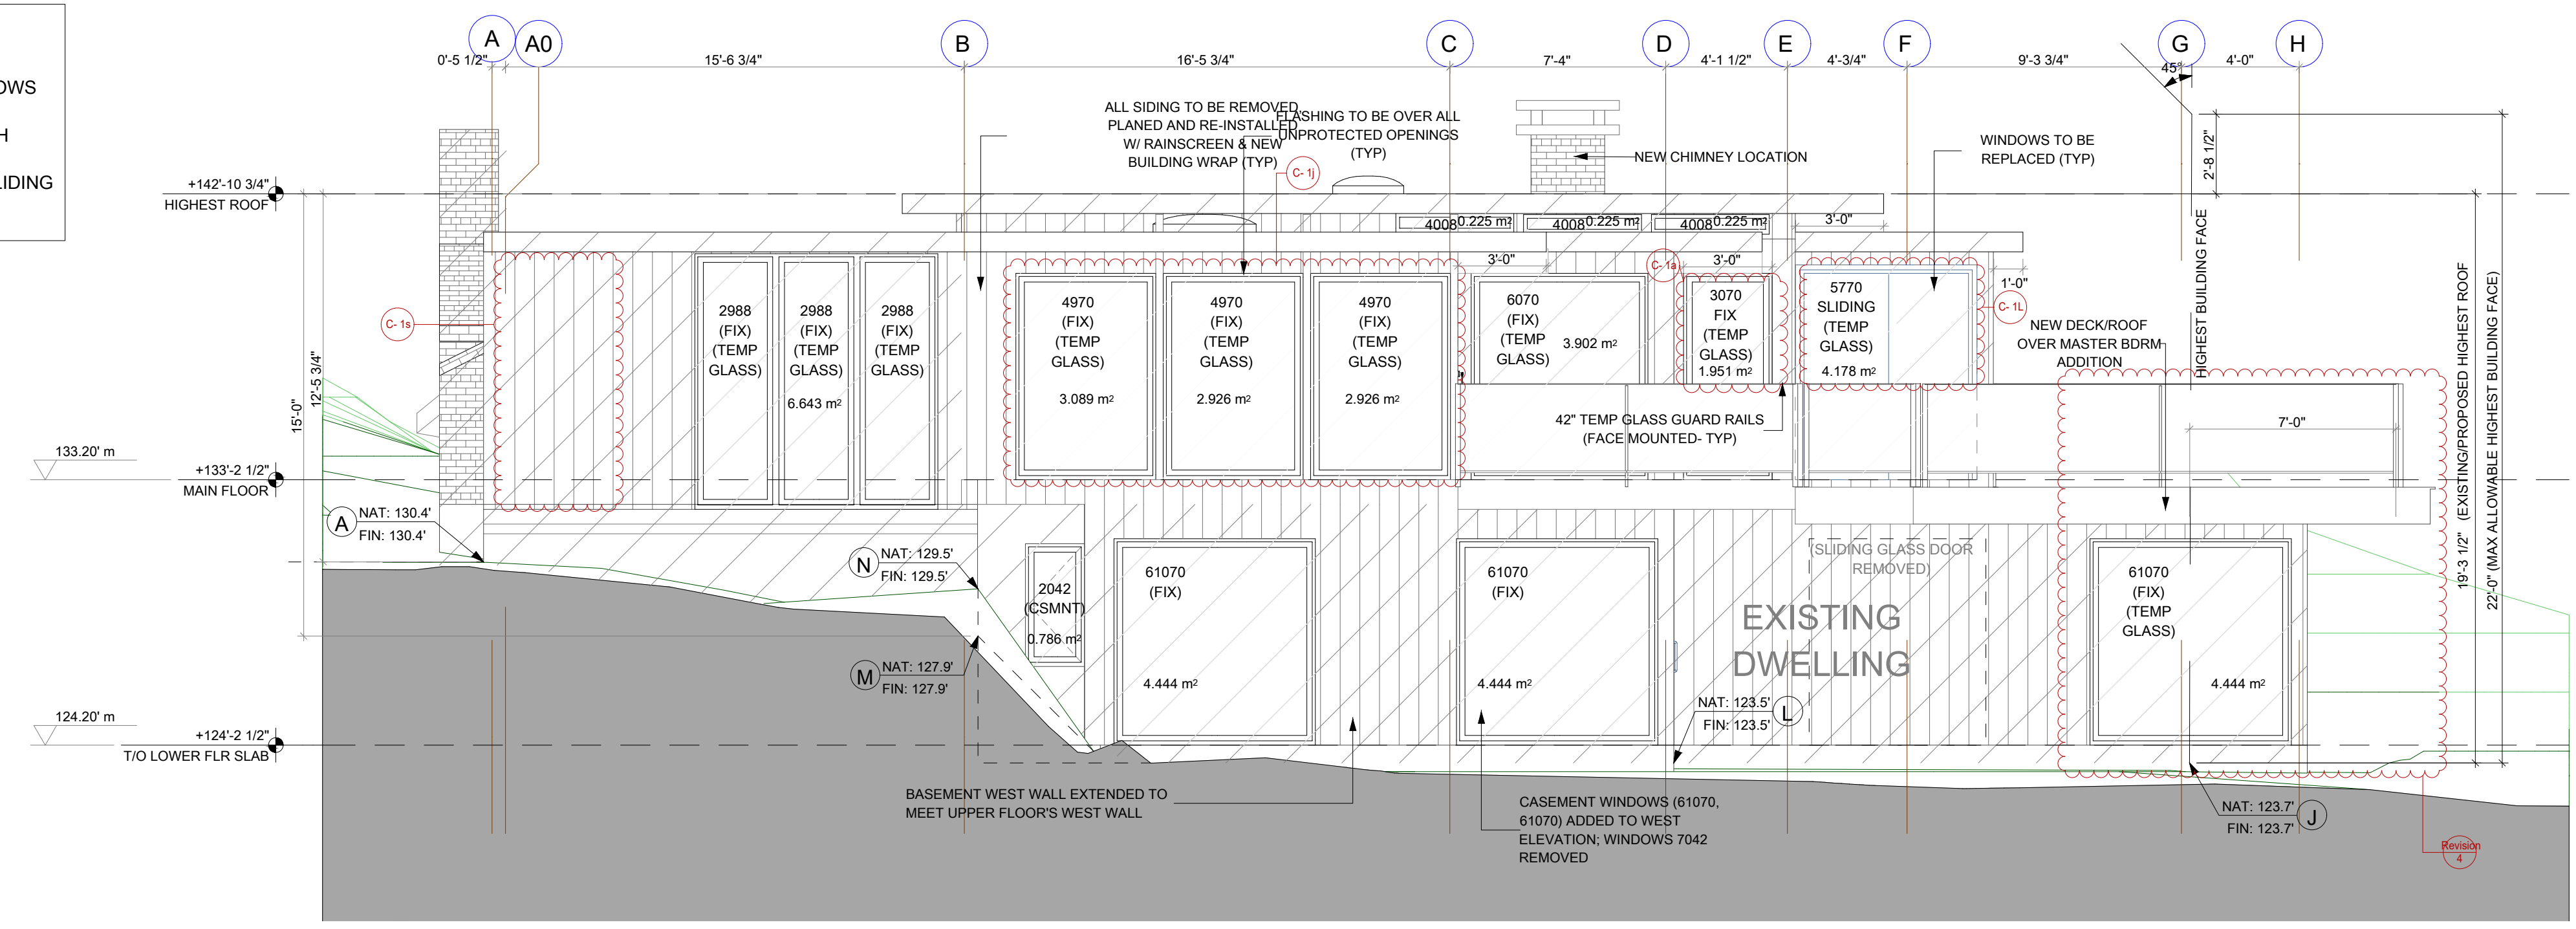 OWS
H
LIDING
A
A0
B
C
D
E
F
G
H
0'-5 1/2"
15'-6 3/4"
16'-5 3/4"
7'-4"
4'-1 1/2"
4'-3/4"
9'-3 3/4"
45°
4'-0"
ALL SIDING TO BE REMOVED,
PLANED AND RE-INSTALLED
W/ RAINSCREEN & NEW
BUILDING WRAP (TYP)
FLASHING TO BE OVER ALL
UNPROTECTED OPENINGS
(TYP)
C- 1j
NEW CHIMNEY LOCATION
WINDOWS TO BE
REPLACED (TYP)
2'-8 1/2"
+142'-10 3/4"
HIGHEST ROOF
4008 0.225 m²
4008 0.225 m²
4008 0.225 m²
3'-0"
3'-0"
C- 1a
3'-0"
1'-0"
C- 1L
C- 1s
HIGHEST BUILDING FACE
2988
(FIX)
(TEMP
GLASS)
2988
(FIX)
(TEMP
GLASS)
2988
(FIX)
(TEMP
GLASS)
6.643 m²
4970
(FIX)
(TEMP
GLASS)
3.089 m²
4970
(FIX)
(TEMP
GLASS)
2.926 m²
4970
(FIX)
(TEMP
GLASS)
2.926 m²
6070
(FIX)
(TEMP
GLASS)
3.902 m²
3070
FIX
(TEMP
GLASS)
1.951 m²
5770
SLIDING
(TEMP
GLASS)
4.178 m²
NEW DECK/ROOF
OVER MASTER BDRM
ADDITION
42" TEMP GLASS GUARD RAILS
(FACE MOUNTED- TYP)
7'-0"
15'-0"
12'-5 3/4"
19'-3 1/2" (EXISTING/PROPOSED HIGHEST ROOF
22'-0" (MAX ALLOWABLE HIGHEST BUILDING FACE)
133.20' m
+133'-2 1/2"
MAIN FLOOR
A
NAT: 130.4'
FIN: 130.4'
N
NAT: 129.5'
FIN: 129.5'
M
NAT: 127.9'
FIN: 127.9'
2042
(CSMNT)
0.786 m²
61070
(FIX)
4.444 m²
61070
(FIX)
4.444 m²
(SLIDING GLASS DOOR
REMOVED)
EXISTING
DWELLING
61070
(FIX)
(TEMP
GLASS)
4.444 m²
NAT: 123.5'
FIN: 123.5'
L
124.20' m
+124'-2 1/2"
T/O LOWER FLR SLAB
BASEMENT WEST WALL EXTENDED TO
MEET UPPER FLOOR'S WEST WALL
CASEMENT WINDOWS (61070,
61070) ADDED TO WEST
ELEVATION; WINDOWS 7042
REMOVED
NAT: 123.7'
FIN: 123.7'
J
Revision
4